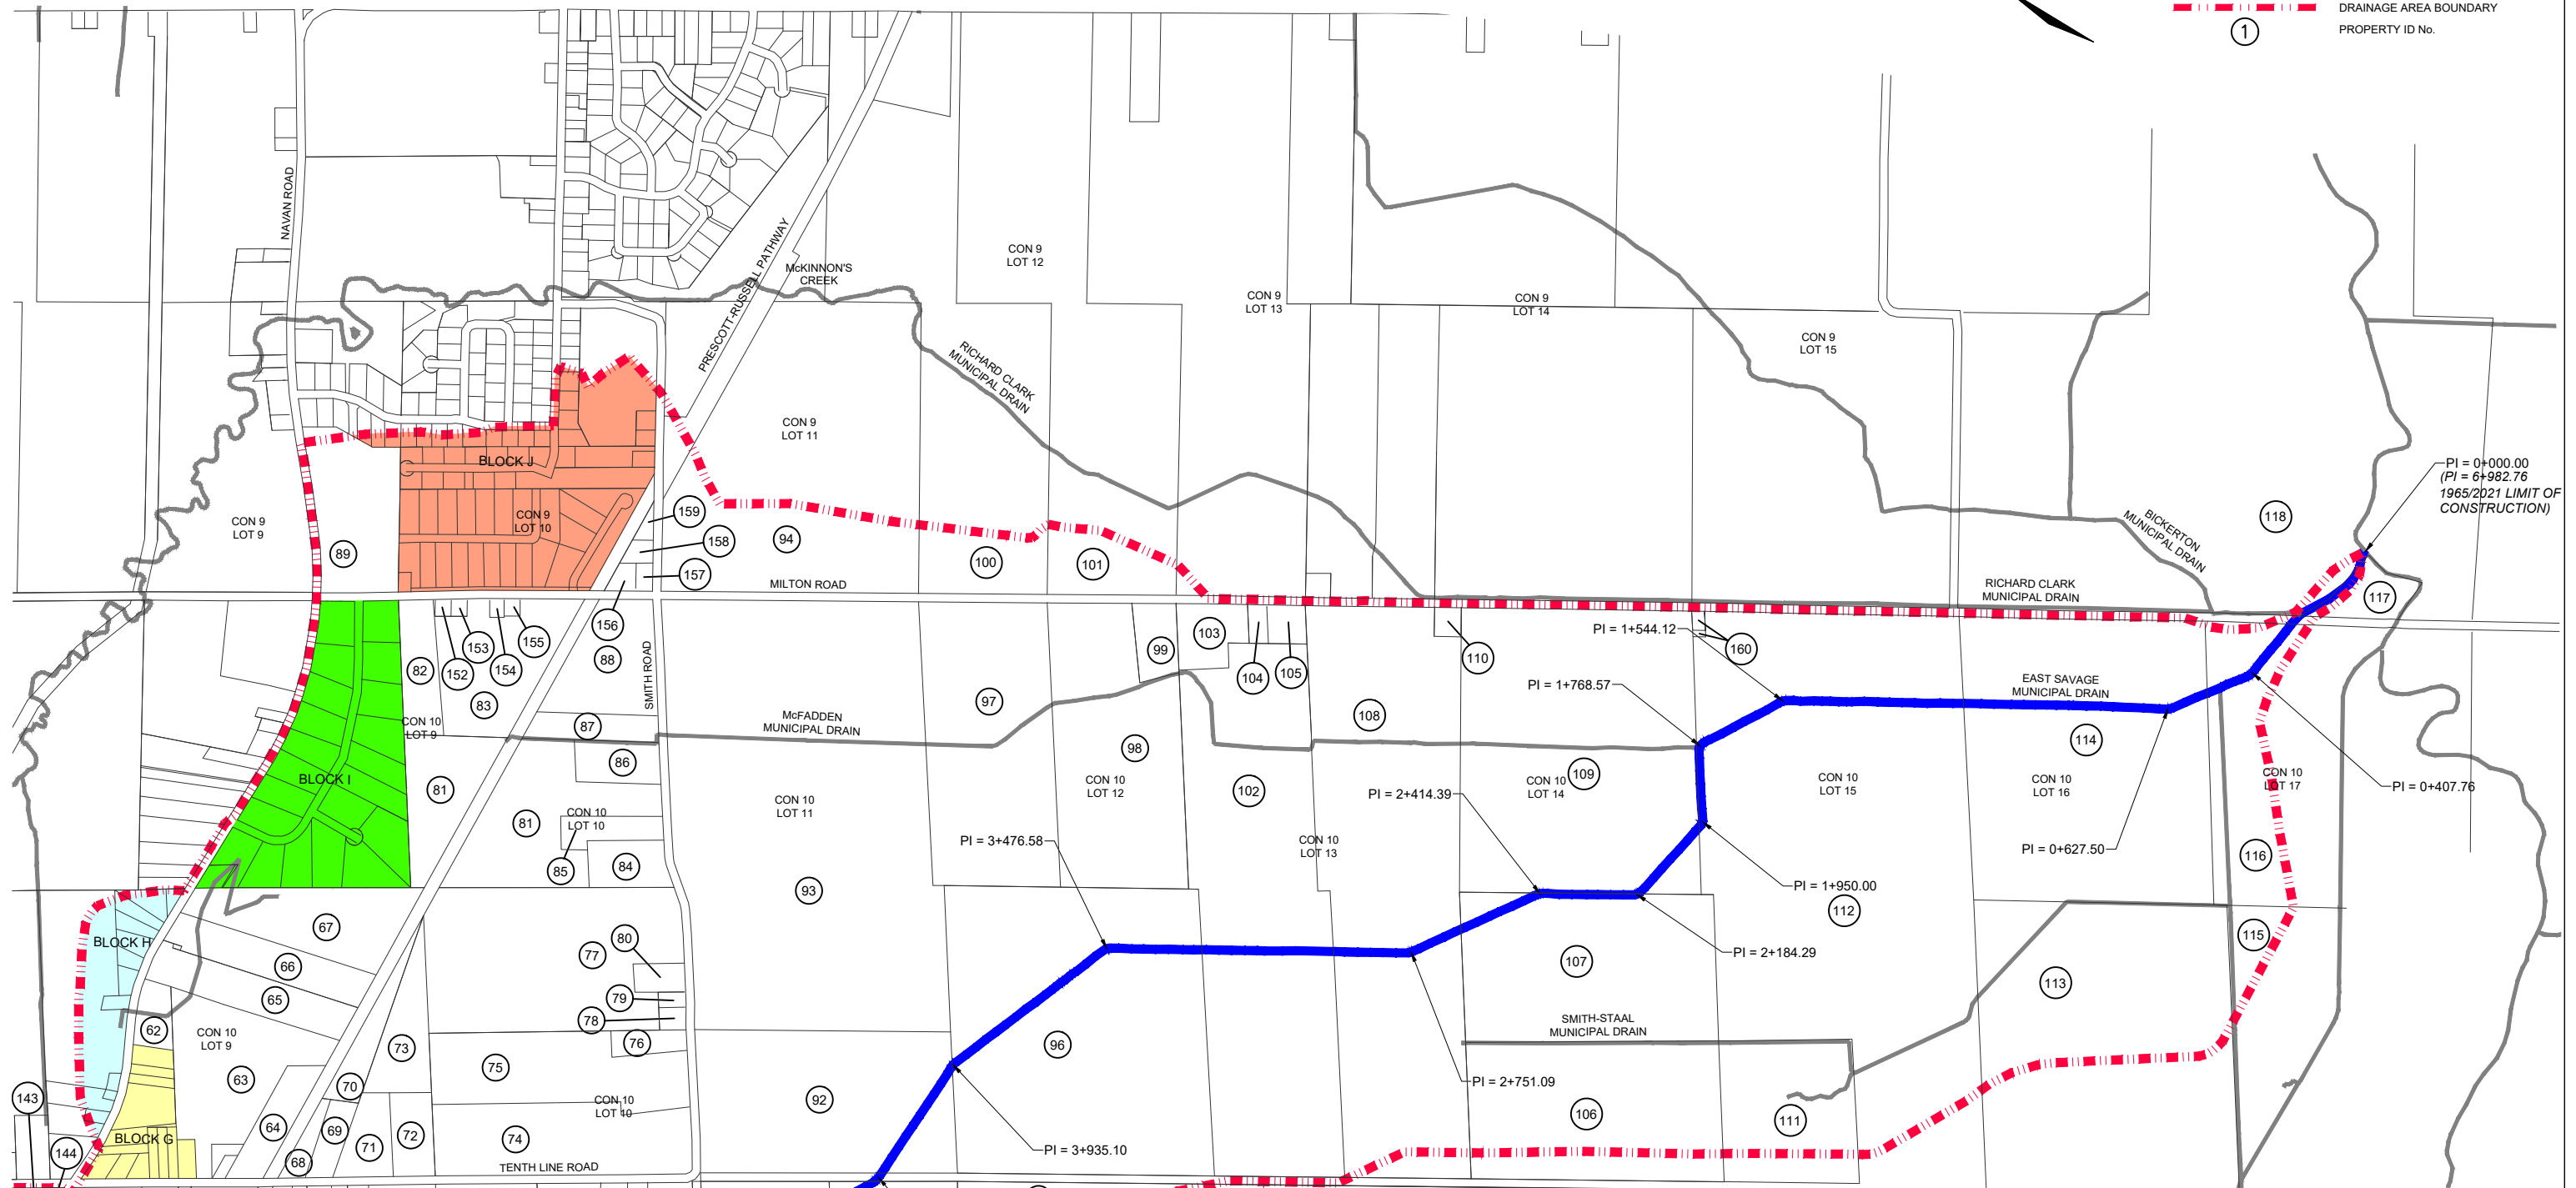 DRAINAGE AREA BOUNDARY
1
PROPERTY ID No.
NAVAN ROAD
PRESCOTT-RUSSELL PATHWAY
McKINNON'S
CREEK
CON 9
LOT 12
CON 9
LOT 13
CON 9
LOT 14
CON 9
LOT 15
RICHARD CLARK
MUNICIPAL DRAIN
CON 9
LOT 11
BLOCK J
CON 9
LOT 10
CON 9
LOT 9
89
159
158
157
156
94
100
101
MILTON ROAD
118
BICKERTON
MUNICIPAL DRAIN
RICHARD CLARK
MUNICIPAL DRAIN
PI = 0+000.00
(PI = 6+982.76
1965/2021 LIMIT OF
CONSTRUCTION)
117
152
153
154
155
82
83
88
SMITH ROAD
87
86
CON 10
LOT 9
McFADDEN
MUNICIPAL DRAIN
97
98
99
103
104
105
108
110
160
PI = 1+544.12
PI = 1+768.57
EAST SAVAGE
MUNICIPAL DRAIN
114
BLOCK I
81
81
CON 10
LOT 10
85
84
CON 10
LOT 11
93
CON 10
LOT 12
102
CON 10
LOT 13
PI = 2+414.39
CON 10
LOT 14
109
CON 10
LOT 15
CON 10
LOT 16
CON 10
LOT 17
PI = 0+407.76
PI = 0+627.50
116
PI = 3+476.58
PI = 1+950.00
112
115
BLOCK H
67
66
65
77
80
79
78
76
107
PI = 2+184.29
113
62
CON 10
LOT 9
63
73
75
96
SMITH-STAAL
MUNICIPAL DRAIN
PI = 2+751.09
143
144
BLOCK G
64
70
69
68
71
72
CON 10
LOT 10
74
92
TENTH LINE ROAD
PI = 3+935.10
106
111